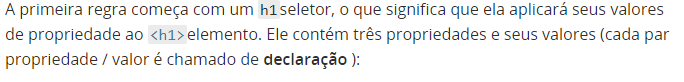 A primeira regra começa com um h1 seletor, o que significa que ela aplicará seus valores
de propriedade ao <h1> elemento. Ele contém três propriedades e seus valores (cada par
propriedade / valor é chamado de declaração ):